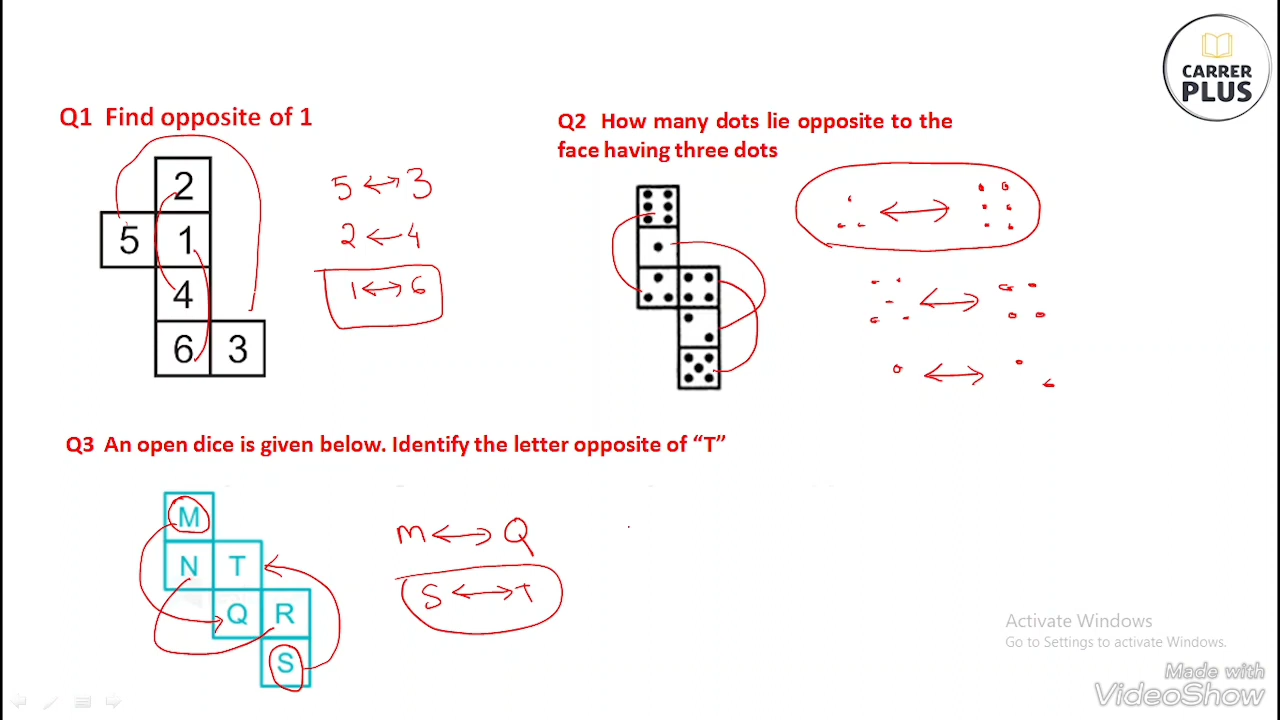 CARRER
PLUS
Q1 Find opposite of 1
2
5 1
4
6 3
5 ↔ 3
2 ← 4
1 ↔ 6
Q2 How many dots lie opposite to the
face having three dots
Q3 An open dice is given below. Identify the letter opposite of “T”
M
N T
Q R
S
M ↔ Q
S ↔ T
Activate Windows
Go to Settings to activate Windows.
Made with
VideoShow